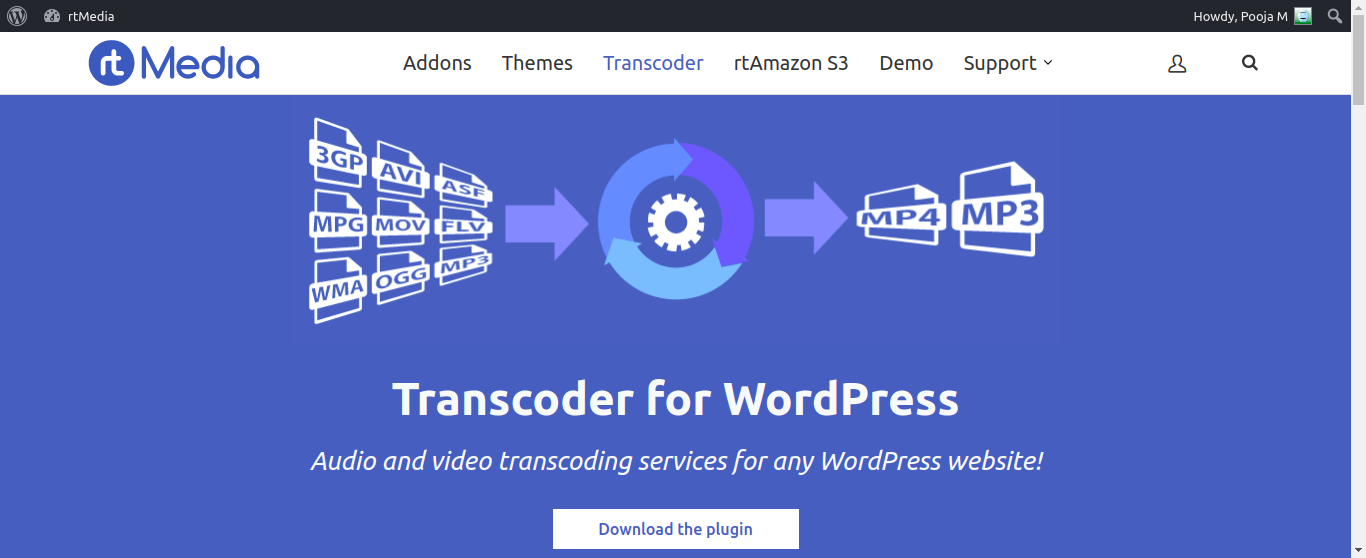 rtMedia Howdy, Pooja M
rt Media Addons Themes Transcoder rtAmazon S3 Demo Support
3GP AVI ASF
MPG MOV FLV MP4 MP3
WMA OGG MP3
Transcoder for WordPress
Audio and video transcoding services for any WordPress website!
Download the plugin